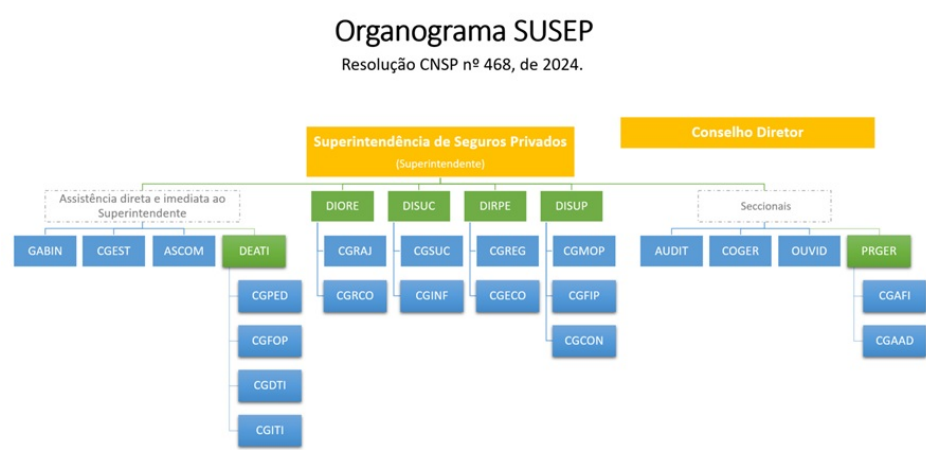 Organograma SUSEP
Resolução CNSP nº 468, de 2024.
Conselho Diretor
Superintendência de Seguros Privados
(Superintendente)
Assistência direta e imediata ao
Superintendente
DIORE
DISUC
DIRPE
DISUP
Seccionais
GABIN
CGEST
ASCOM
DEATI
CGRAJ
CGSUC
CGREG
CGMOP
AUDIT
COGER
OUVID
PRGER
CGPED
CGRCO
CGINF
CGECO
CGFIP
CGAFI
CGFOP
CGCON
CGAAD
CGDTI
CGITI